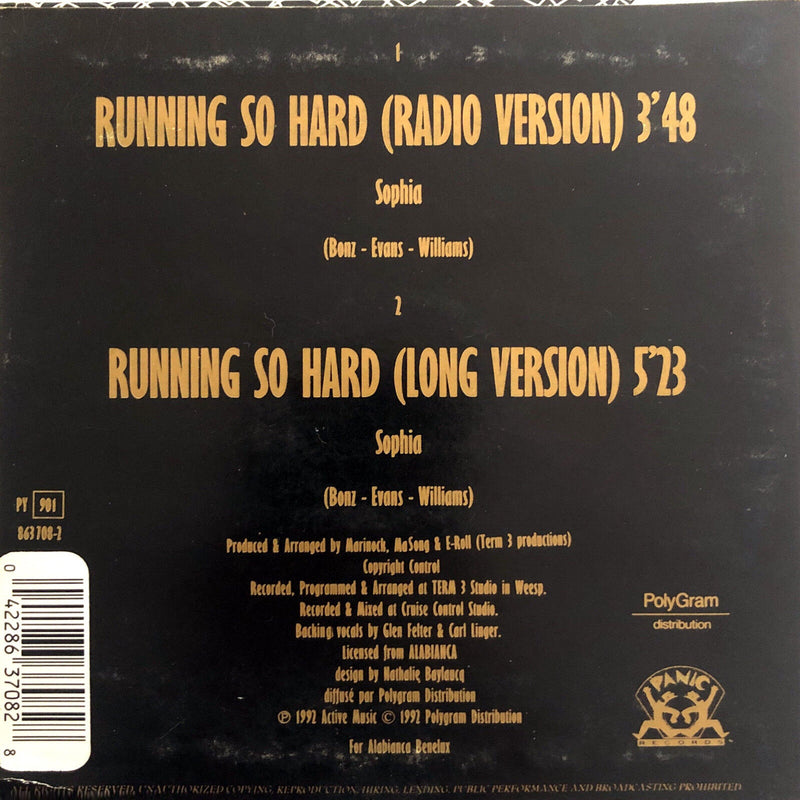 1
RUNNING SO HARD (RADIO VERSION) 3'48
Sophia
(Bonz - Evans - Williams)
2
RUNNING SO HARD (LONG VERSION) 5'23
Sophia
(Bonz - Evans - Williams)
PY 901
863 708-2
0 42286 37082 8
Produced & Arranged by Marinoch, MaSong & E-Roll (Term 3 productions)
Copyright Control
Recorded, Programmed & Arranged at TERM 3 Studio in Weesp.
Recorded & Mixed at Cruise Control Studio.
Backing vocals by Glen Felter & Carl Linger.
Licensed from ALABIANCA
design by Nathalie Baylaucq
diffusé par Polygram Distribution
℗ 1992 Active Music © 1992 Polygram Distribution
For Alabianca Benelux
PolyGram
distribution
PANIC
RECORDS
ALL RIGHTS RESERVED, UNAUTHORIZED COPYING, REPRODUCTION, HIRING, LENDING, PUBLIC PERFORMANCE AND BROADCASTING PROHIBITED.